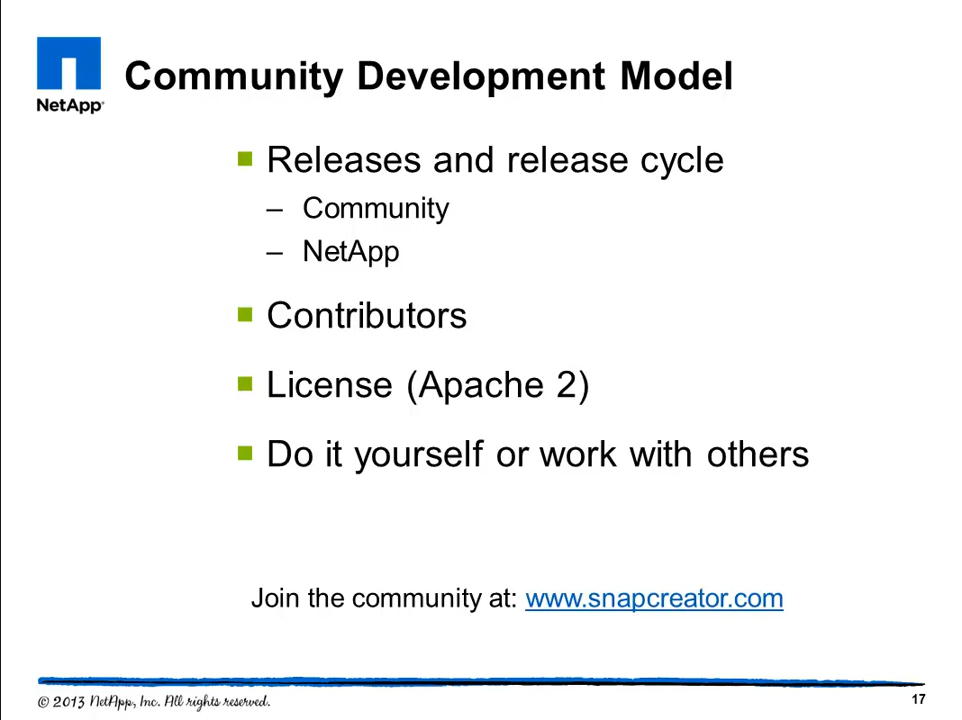 NetApp
Community Development Model
Releases and release cycle
– Community
– NetApp
Contributors
License (Apache 2)
Do it yourself or work with others
Join the community at: www.snapcreator.com
© 2013 NetApp, Inc. All rights reserved.
17